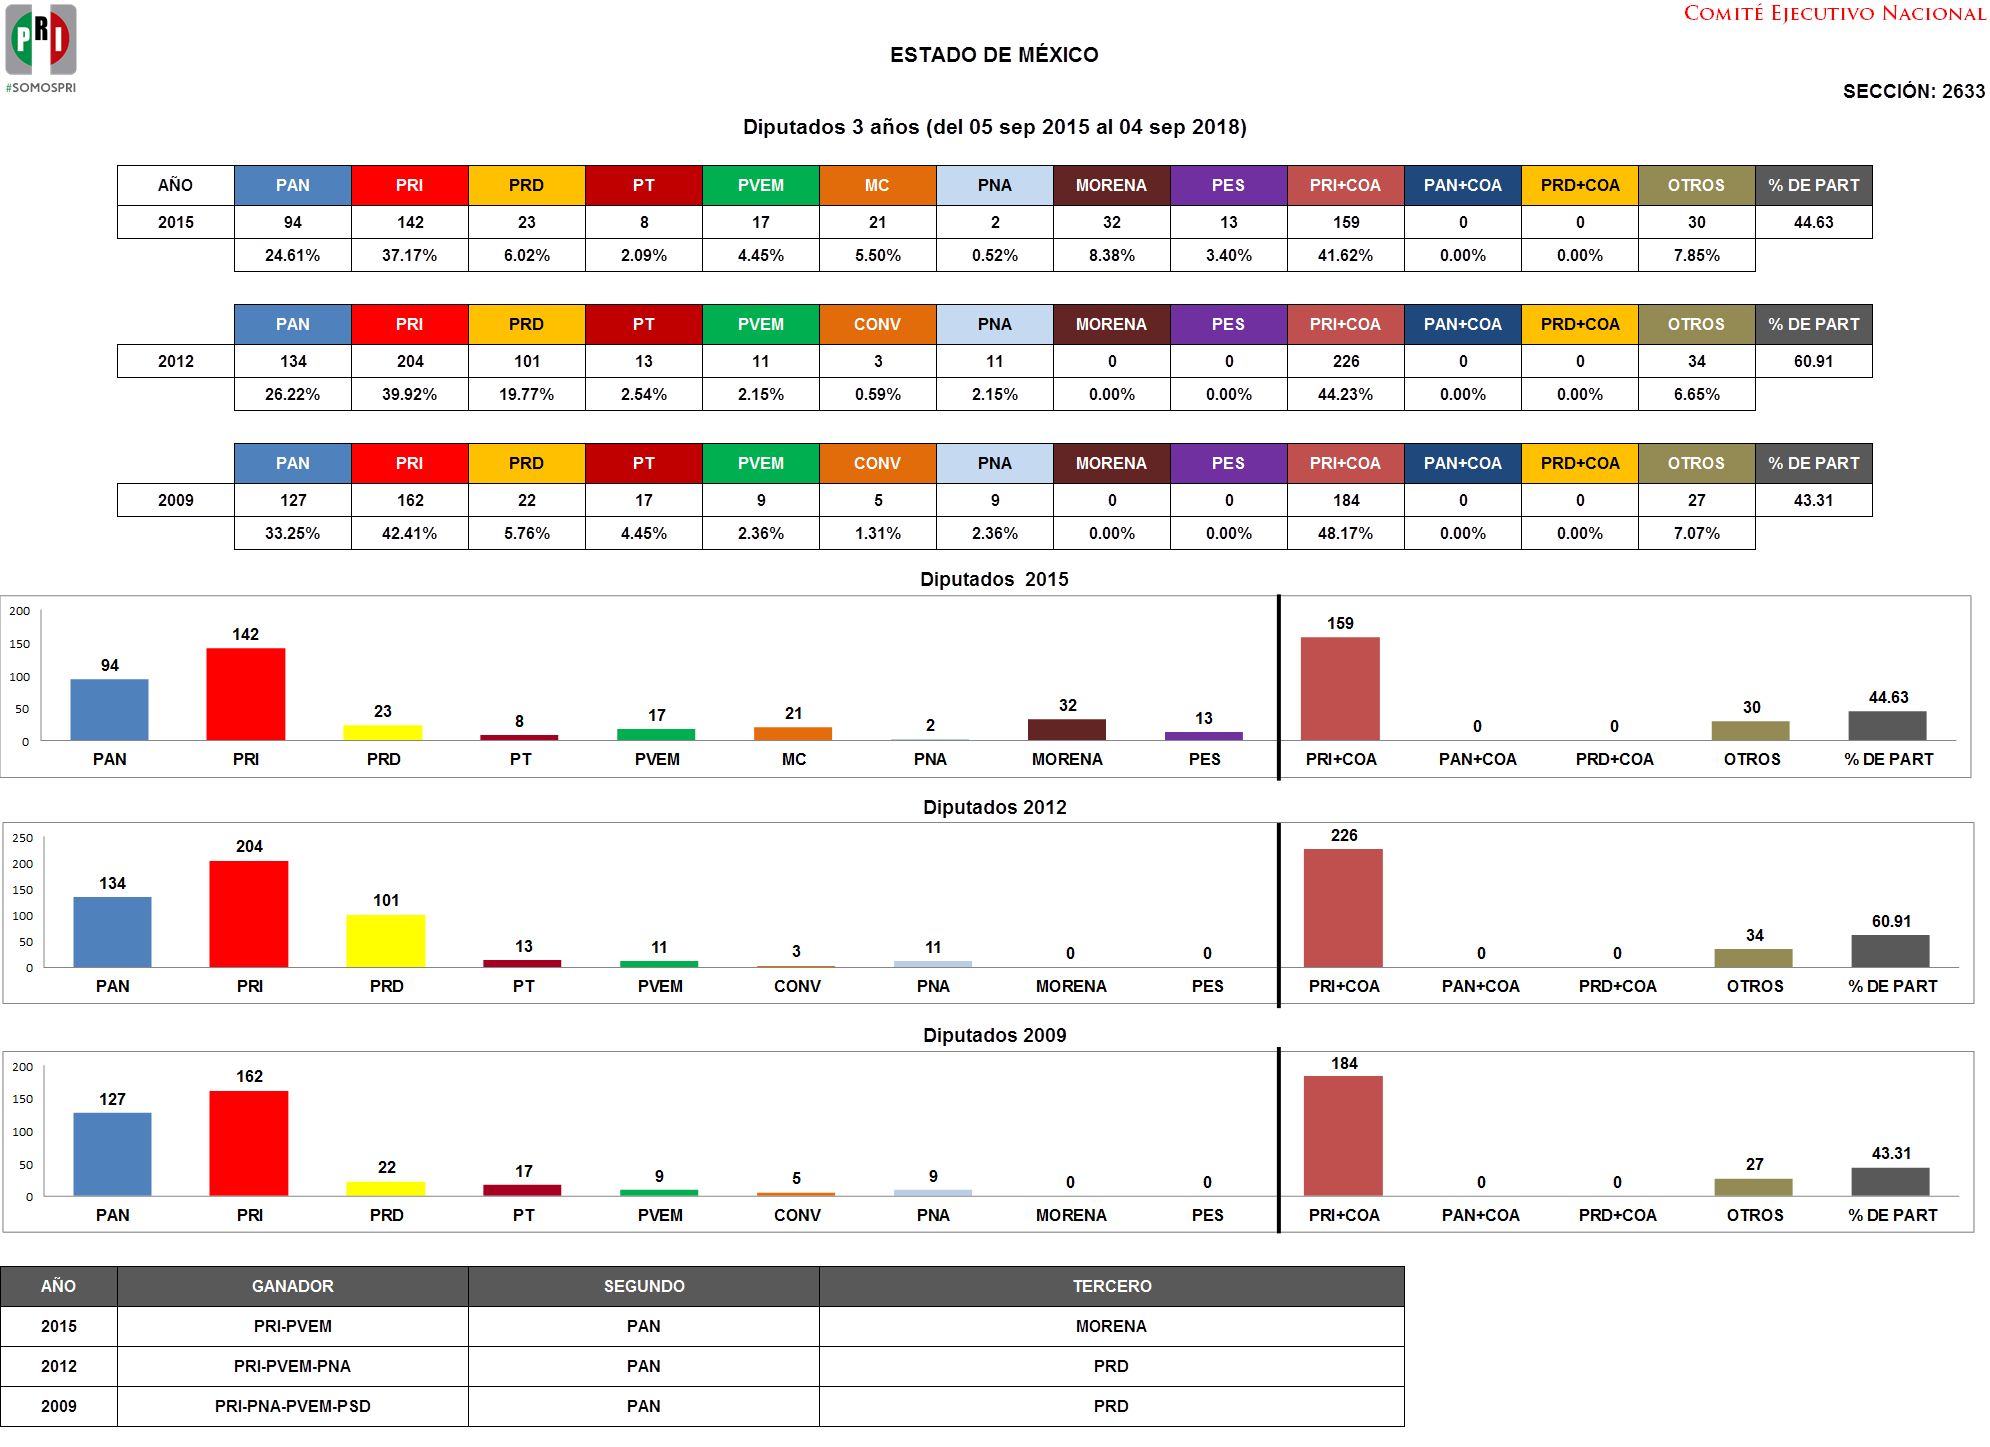 PRI
#SOMOSPRI
COMITÉ EJECUTIVO NACIONAL
ESTADO DE MÉXICO
SECCIÓN: 2633
Diputados 3 años (del 05 sep 2015 al 04 sep 2018)
AÑO PAN PRI PRD PT PVEM MC PNA MORENA PES PRI+COA PAN+COA PRD+COA OTROS % DE PART
2015 94 142 23 8 17 21 2 32 13 159 0 0 30 44.63
24.61% 37.17% 6.02% 2.09% 4.45% 5.50% 0.52% 8.38% 3.40% 41.62% 0.00% 0.00% 7.85%
PAN PRI PRD PT PVEM CONV PNA MORENA PES PRI+COA PAN+COA PRD+COA OTROS % DE PART
2012 134 204 101 13 11 3 11 0 0 226 0 0 34 60.91
26.22% 39.92% 19.77% 2.54% 2.15% 0.59% 2.15% 0.00% 0.00% 44.23% 0.00% 0.00% 6.65%
PAN PRI PRD PT PVEM CONV PNA MORENA PES PRI+COA PAN+COA PRD+COA OTROS % DE PART
2009 127 162 22 17 9 5 9 0 0 184 0 0 27 43.31
33.25% 42.41% 5.76% 4.45% 2.36% 1.31% 2.36% 0.00% 0.00% 48.17% 0.00% 0.00% 7.07%
Diputados 2015
200
150
100
50
0
94 142 23 8 17 21 2 32 13 159 0 0 30 44.63
PAN PRI PRD PT PVEM MC PNA MORENA PES PRI+COA PAN+COA PRD+COA OTROS % DE PART
Diputados 2012
250
200
150
100
50
0
134 204 101 13 11 3 11 0 0 226 0 0 34 60.91
PAN PRI PRD PT PVEM CONV PNA MORENA PES PRI+COA PAN+COA PRD+COA OTROS % DE PART
Diputados 2009
200
150
100
50
0
127 162 22 17 9 5 9 0 0 184 0 0 27 43.31
PAN PRI PRD PT PVEM CONV PNA MORENA PES PRI+COA PAN+COA PRD+COA OTROS % DE PART
AÑO GANADOR SEGUNDO TERCERO
2015 PRI-PVEM PAN MORENA
2012 PRI-PVEM-PNA PAN PRD
2009 PRI-PNA-PVEM-PSD PAN PRD